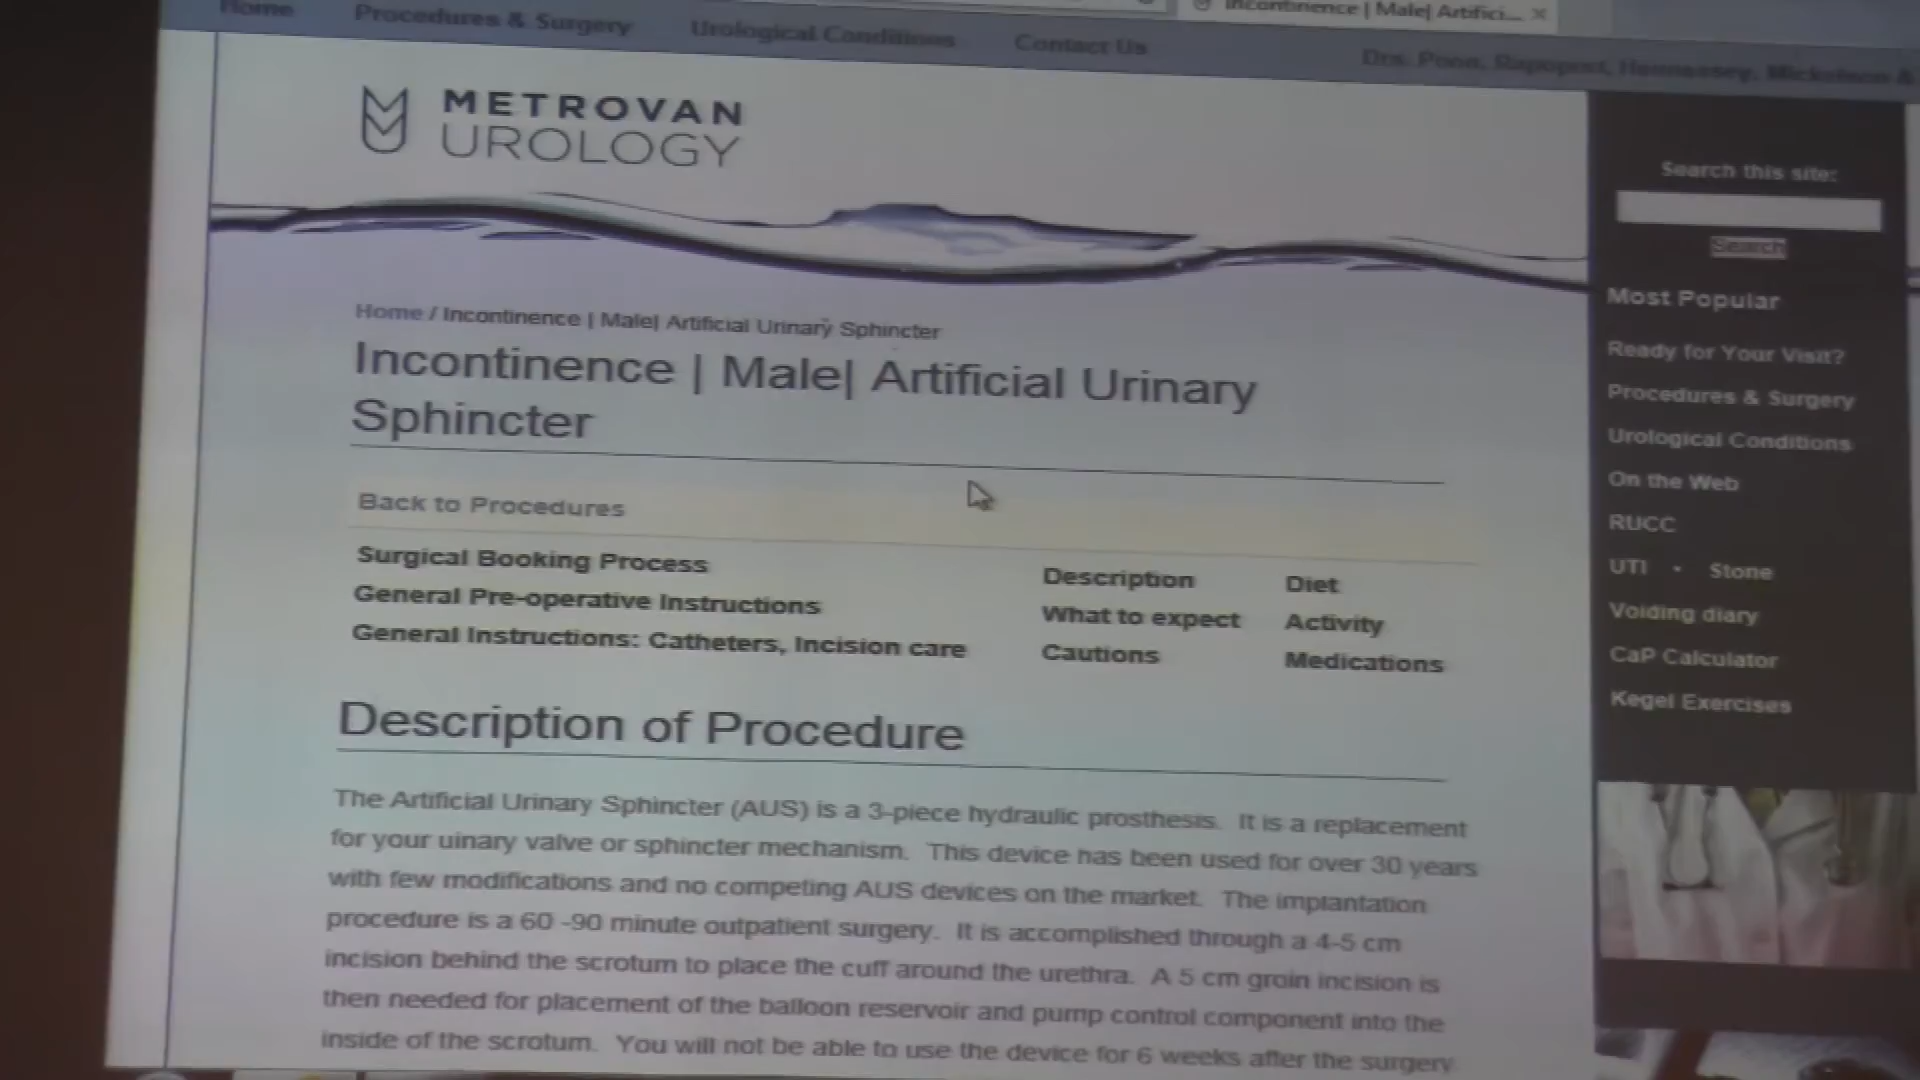 Incontinence | Male| Artifici...
Home Procedures & Surgery Urological Conditions Contact Us Drs. Poon, Rapoport, Hennessey, Mickelson &
METROVAN
UROLOGY
Home / Incontinence | Male| Artificial Urinary Sphincter
Incontinence | Male| Artificial Urinary
Sphincter
Back to Procedures
Surgical Booking Process
General Pre-operative Instructions
General Instructions: Catheters, Incision care
Description
What to expect
Cautions
Diet
Activity
Medications
Description of Procedure
The Artificial Urinary Sphincter (AUS) is a 3-piece hydraulic prosthesis. It is a replacement
for your uinary valve or sphincter mechanism. This device has been used for over 30 years
with few modifications and no competing AUS devices on the market. The implantation
procedure is a 60 -90 minute outpatient surgery. It is accomplished through a 4-5 cm
incision behind the scrotum to place the cuff around the urethra. A 5 cm groin incision is
then needed for placement of the balloon reservoir and pump control component into the
inside of the scrotum. You will not be able to use the device for 6 weeks after the surgery
Search this site:
Search
Most Popular
Ready for Your Visit?
Procedures & Surgery
Urological Conditions
On the Web
RUCC
UTI • Stone
Voiding diary
CaP Calculator
Kegel Exercises